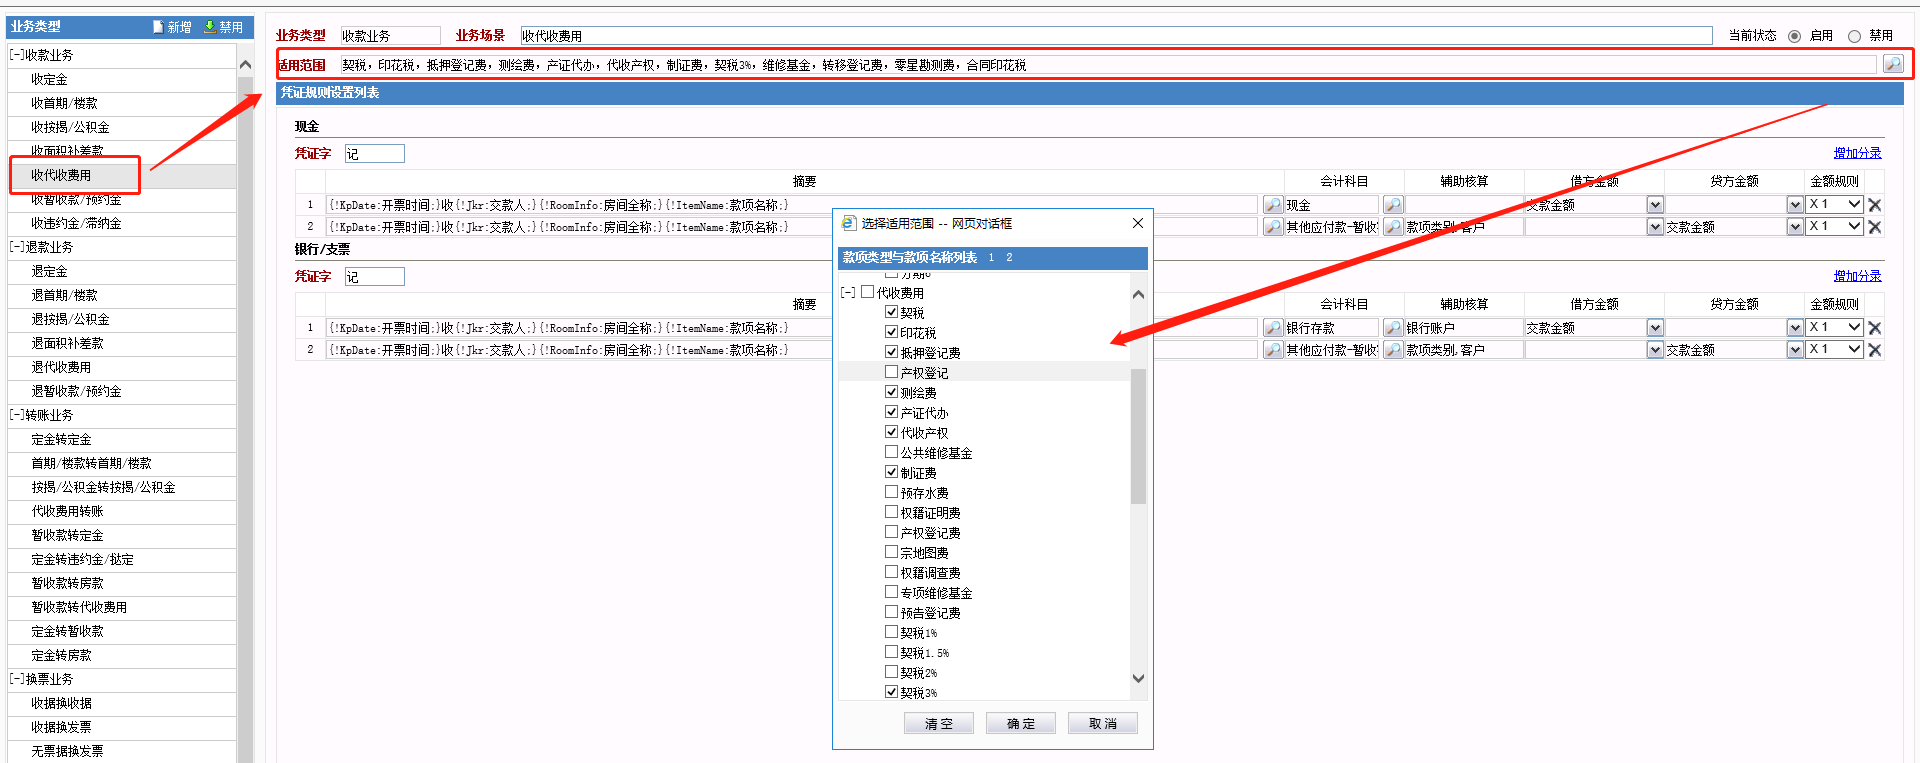 业务类型 新增 禁用
[-]收款业务
收定金
收首期/楼款
收按揭/公积金
收面积补差款
收代收费用
收暂收款/预约金
收违约金/滞纳金
[-]退款业务
退定金
退首期/楼款
退按揭/公积金
退面积补差款
退代收费用
退暂收款/预约金
[-]转账业务
定金转定金
首期/楼款转首期/楼款
按揭/公积金转按揭/公积金
代收费用转账
暂收款转定金
定金转违约金/挞定
暂收款转房款
暂收款转代收费用
定金转暂收款
定金转房款
[-]换票业务
收据换收据
收据换发票
无票据换发票
业务类型 收款业务 业务场景 收代收费用 当前状态 启用 禁用
适用范围 契税，印花税，抵押登记费，测绘费，产证代办，代收产权，制证费，契税3%，维修基金，转移登记费，零星勘测费，合同印花税
凭证规则设置列表
现金
凭证字 记 增加分录
摘要 会计科目 辅助核算 借方金额 贷方金额 金额规则
1 {!KpDate:开票时间;}收{!Jkr:交款人;}{!RoomInfo:房间全称;}{!ItemName:款项名称;} 现金 交款金额 X 1
2 {!KpDate:开票时间;}收{!Jkr:交款人;}{!RoomInfo:房间全称;}{!ItemName:款项名称;} 其他应付款-暂收 款项类别,客户 交款金额 X 1
银行/支票
凭证字 记 增加分录
摘要 会计科目 辅助核算 借方金额 贷方金额 金额规则
1 {!KpDate:开票时间;}收{!Jkr:交款人;}{!RoomInfo:房间全称;}{!ItemName:款项名称;} 银行存款 银行账户 交款金额 X 1
2 {!KpDate:开票时间;}收{!Jkr:交款人;}{!RoomInfo:房间全称;}{!ItemName:款项名称;} 其他应付款-暂收 款项类别,客户 交款金额 X 1
选择适用范围 -- 网页对话框
款项类型与款项名称列表 1 2
分期6
[-] 代收费用
契税
印花税
抵押登记费
产权登记
测绘费
产证代办
代收产权
公共维修基金
制证费
预存水费
权籍证明费
产权登记费
宗地图费
权籍调查费
专项维修基金
预告登记费
契税1%
契税1.5%
契税2%
契税3%
清空 确定 取消